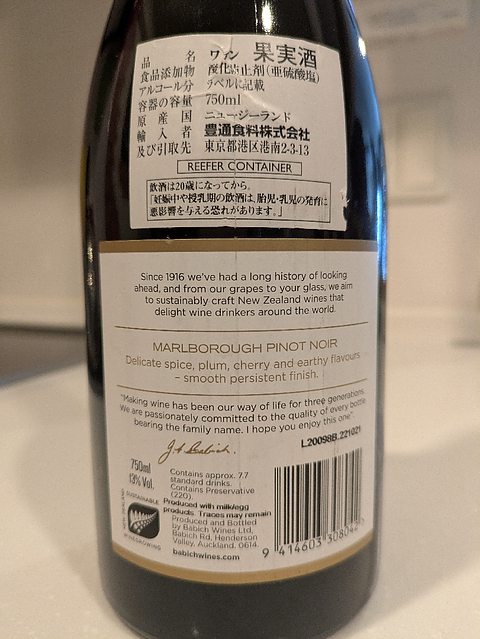 品 名 ワイン 果実酒
食品添加物 酸化防止剤(亜硫酸塩)
アルコール分 ラベルに記載
容器の容量 750ml
原産国 ニュージーランド
輸入者 豊通食料株式会社
及び引取先 東京都港区港南2-3-13
REEFER CONTAINER
飲酒は20歳になってから。
「妊娠中や授乳期の飲酒は、胎児・乳児の発育に
悪影響を与える恐れがあります。」
Since 1916 we've had a long history of looking
ahead, and from our grapes to your glass, we aim
to sustainably craft New Zealand wines that
delight wine drinkers around the world.
MARLBOROUGH PINOT NOIR
Delicate spice, plum, cherry and earthy flavours
– smooth persistent finish.
"Making wine has been our way of life for three generations.
We are passionately committed to the quality of every bottle
bearing the family name. I hope you enjoy this one".
L20098B.221021
750ml
13% Vol.
Contains approx. 7.7
standard drinks.
Contains Preservative
(220).
Produced with milk/egg
products. Traces may remain
Produced and Bottled
by Babich Wines Ltd,
Babich Rd, Henderson
Valley, Auckland, 0614.
babichwines.com
SUSTAINABLE
WINEGROWING
NEW ZEALAND
9 414603 308042